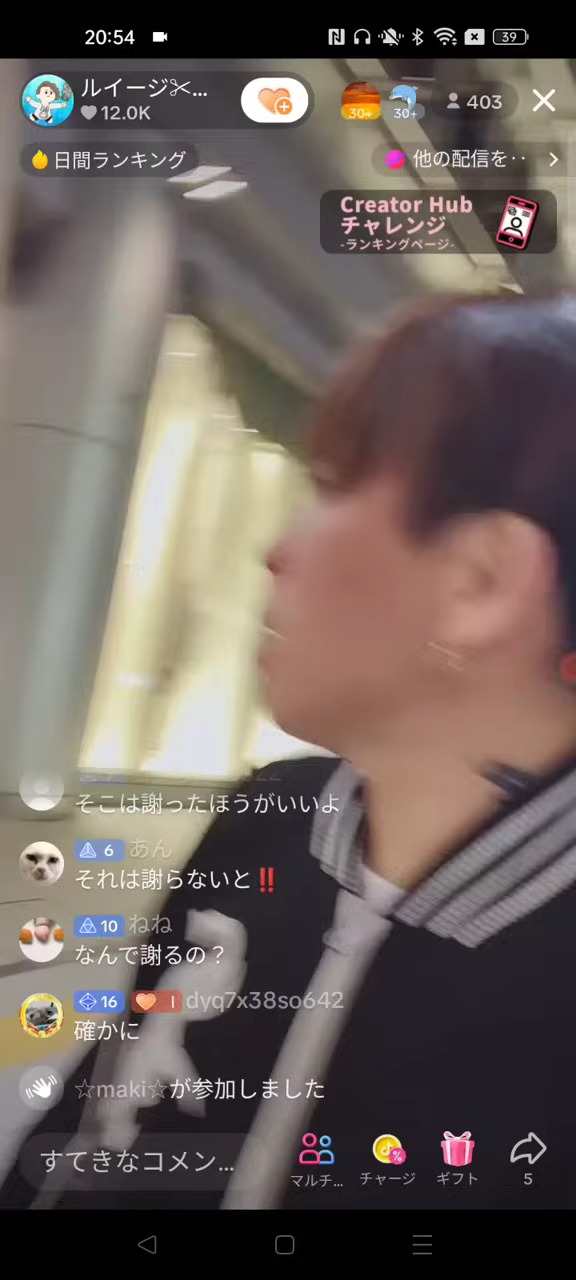 20:54
39
ルイージ✂...
12.0K
30+
30+
403
日間ランキング
他の配信を‥
Creator Hub
チャレンジ
-ランキングページ-
そこは謝ったほうがいいよ
6 あん
それは謝らないと‼️
10 ねね
なんで謝るの？
16 I dyq7x38so642
確かに
☆maki☆が参加しました
すてきなコメン...
マルチ...
チャージ
ギフト
5